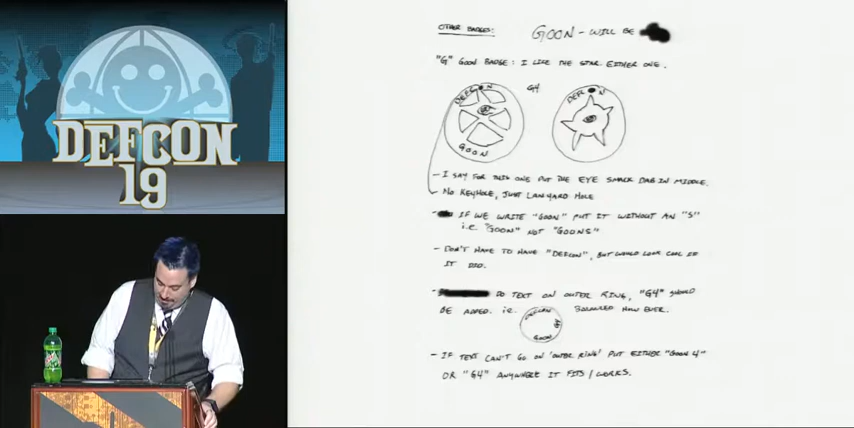 DEFCON
19
OTHER BADGES:
GOON - WILL BE
"G" GOON BADGE: I LIKE THE STAR. EITHER ONE.
DEFCON
GOON
G4
DEFCON
- I SAY FOR THIS ONE PUT THE EYE SMACK DAB IN MIDDLE.
NO KEYHOLE, JUST LANYARD HOLE
- IF WE WRITE "GOON" PUT IT WITHOUT AN "S"
i.e. "GOON" NOT "GOONS"
- DON'T HAVE TO HAVE "DEFCON", BUT WOULD LOOK COOL IF
IT DID.
- DO TEXT ON OUTER RING, "G4" SHOULD
BE ADDED. i.e. BALANCED HOW EVER.
DEFCON
G4
GOON
- IF TEXT CAN'T GO ON 'OUTER RING' PUT EITHER "GOON 4"
OR "G4" ANYWHERE IT FITS / WORKS.